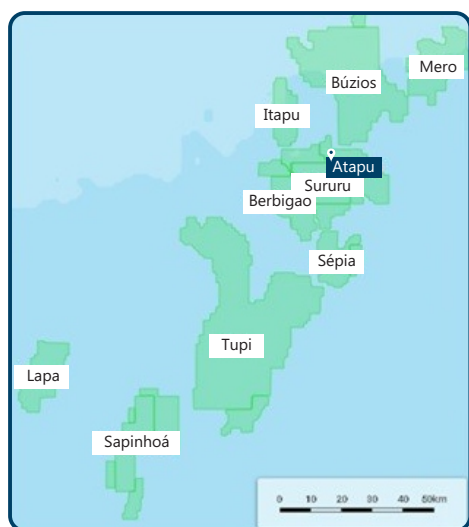 Mero
Búzios
Itapu
Atapu
Sururu
Berbigao
Sépia
Tupi
Lapa
Sapinhoá
0 10 20 30 40 50km